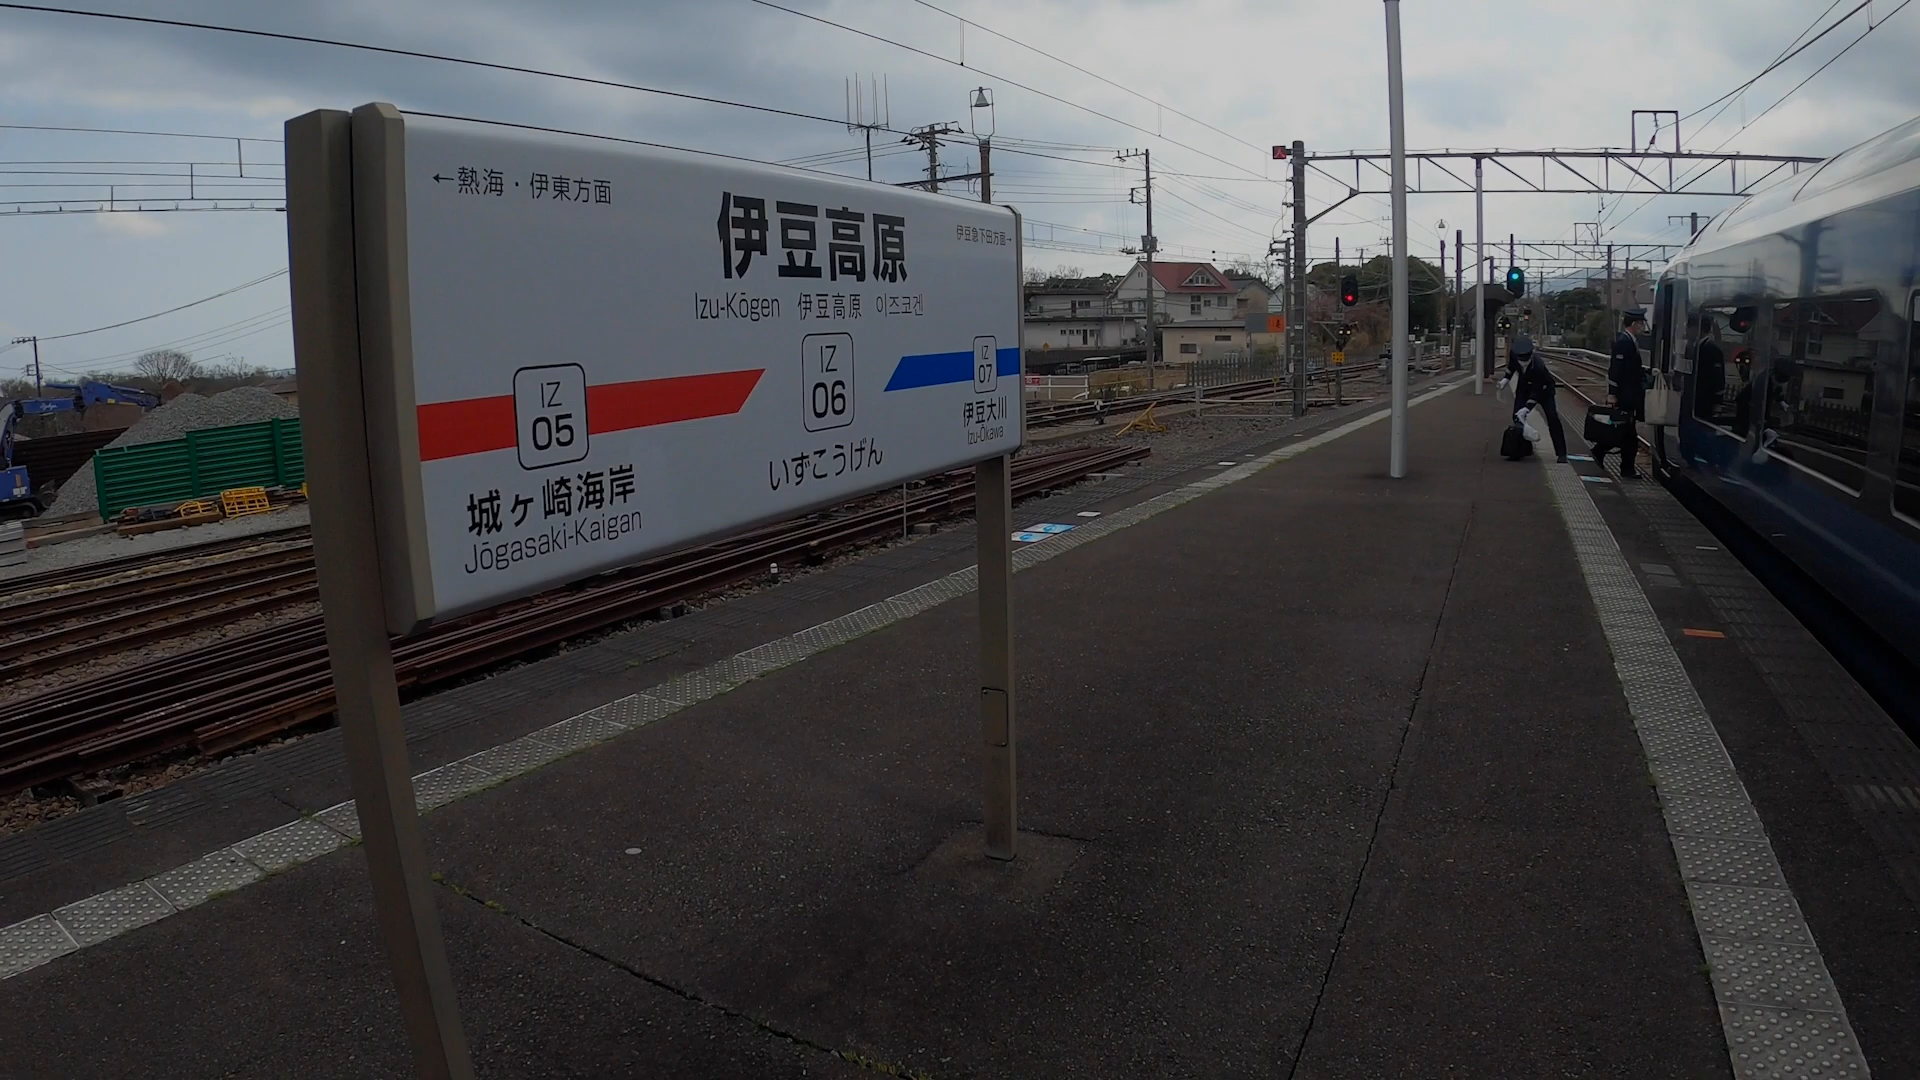 ←熱海・伊東方面
伊豆急下田方面→
伊豆高原
Izu-Kōgen 伊豆高原 이즈코겐
IZ
05
IZ
06
IZ
07
城ヶ崎海岸
Jōgasaki-Kaigan
いずこうげん
伊豆大川
Izu-Ōkawa